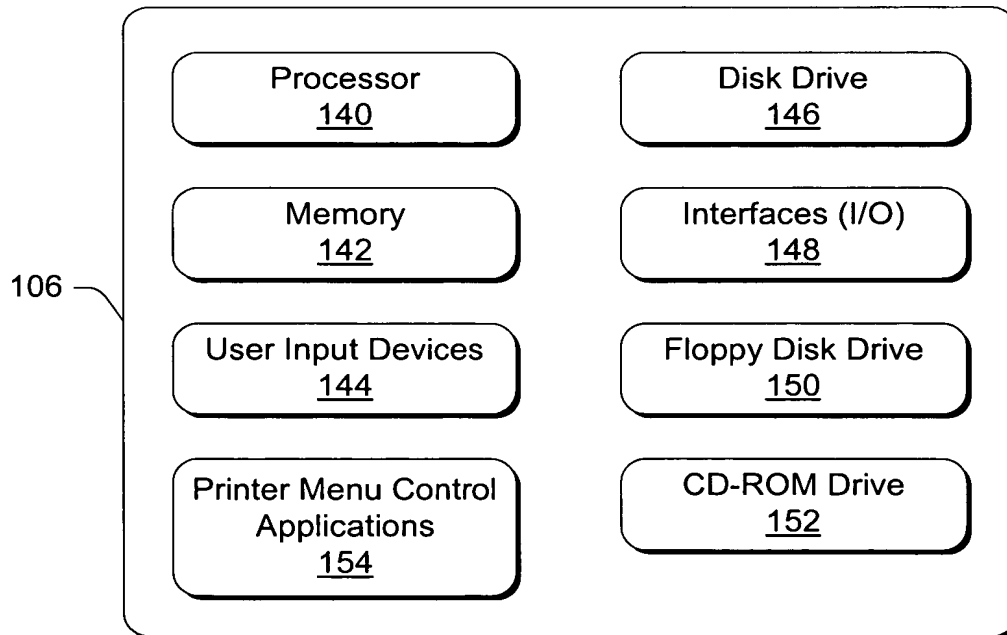 Processor
140
Disk Drive
146
Memory
142
Interfaces (I/O)
148
106
User Input Devices
144
Floppy Disk Drive
150
Printer Menu Control
Applications
154
CD-ROM Drive
152